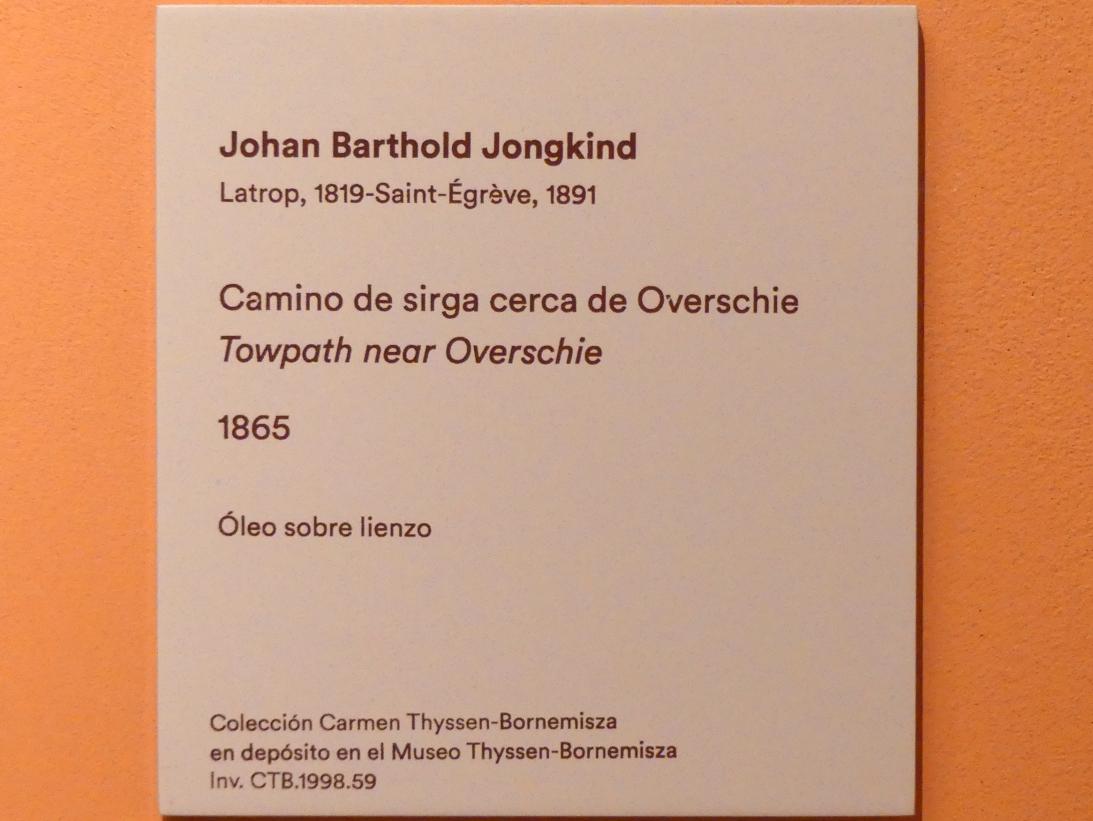 Johan Barthold Jongkind
Latrop, 1819-Saint-Égrève, 1891
Camino de sirga cerca de Overschie
Towpath near Overschie
1865
Óleo sobre lienzo
Colección Carmen Thyssen-Bornemisza
en depósito en el Museo Thyssen-Bornemisza
Inv. CTB.1998.59